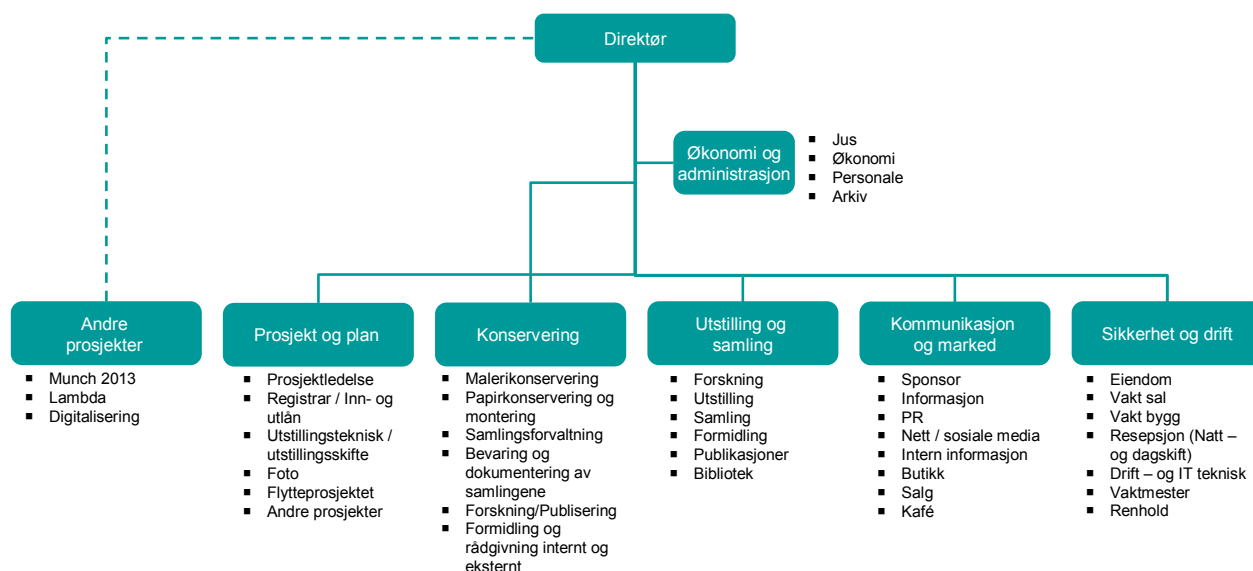 Direktør
Økonomi og
administrasjon
▪ Jus
▪ Økonomi
▪ Personale
▪ Arkiv
Andre
prosjekter
▪ Munch 2013
▪ Lambda
▪ Digitalisering
Prosjekt og plan
▪ Prosjektledelse
▪ Registrar / Inn- og
utlån
▪ Utstillingsteknisk /
utstillingsskifte
▪ Foto
▪ Flytteprosjektet
▪ Andre prosjekter
Konservering
▪ Malerikonservering
▪ Papirkonservering og
montering
▪ Samlingsforvaltning
▪ Bevaring og
dokumentering av
samlingene
▪ Forskning/Publisering
▪ Formidling og
rådgivning internt og
eksternt
Utstilling og
samling
▪ Forskning
▪ Utstilling
▪ Samling
▪ Formidling
▪ Publikasjoner
▪ Bibliotek
Kommunikasjon
og marked
▪ Sponsor
▪ Informasjon
▪ PR
▪ Nett / sosiale media
▪ Intern informasjon
▪ Butikk
▪ Salg
▪ Kafé
Sikkerhet og drift
▪ Eiendom
▪ Vakt sal
▪ Vakt bygg
▪ Resepsjon (Natt –
og dagskift)
▪ Drift – og IT teknisk
▪ Vaktmester
▪ Renhold